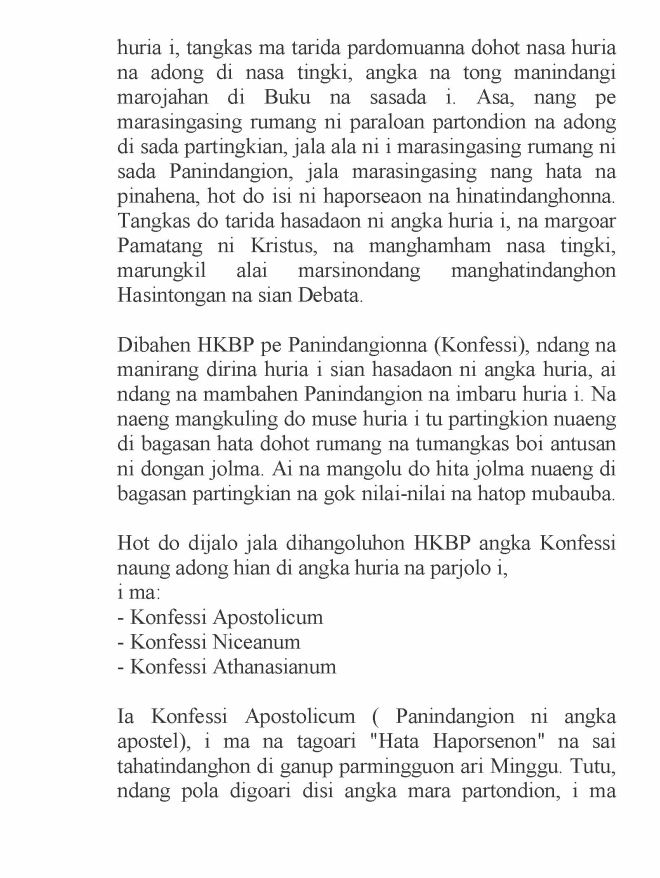 huria i, tangkas ma tarida pardomuanna dohot nasa huria
na adong di nasa tingki, angka na tong manindangi
marojahan di Buku na sasada i. Asa, nang pe
marasingasing rumang ni paraloan partondion na adong
di sada partingkian, jala ala ni i marasingasing rumang ni
sada Panindangion, jala marasingasing nang hata na
pinahena, hot do isi ni haporseaon na hinatindanghonna.
Tangkas do tarida hasadaon ni angka huria i, na margoar
Pamatang ni Kristus, na manghamham nasa tingki,
marungkil alai marsinondang manghatindanghon
Hasintongan na sian Debata.

Dibahen HKBP pe Panindangionna (Konfessi), ndang na
manirang dirina huria i sian hasadaon ni angka huria, ai
ndang na mambahen Panindangion na imbaru huria i. Na
naeng mangkuling do muse huria i tu partingkion nuaeng
di bagasan hata dohot rumang na tumangkas boi antusan
ni dongan jolma. Ai na mangolu do hita jolma nuaeng di
bagasan partingkian na gok nilai-nilai na hatop mubauba.

Hot do dijalo jala dihangoluhon HKBP angka Konfessi
naung adong hian di angka huria na parjolo i,
i ma:
- Konfessi Apostolicum
- Konfessi Niceanum
- Konfessi Athanasianum

Ia Konfessi Apostolicum ( Panindangion ni angka
apostel), i ma na tagoari "Hata Haporsenon" na sai
tahatindanghon di ganup parmingguon ari Minggu. Tutu,
ndang pola digoari disi angka mara partondion, i ma